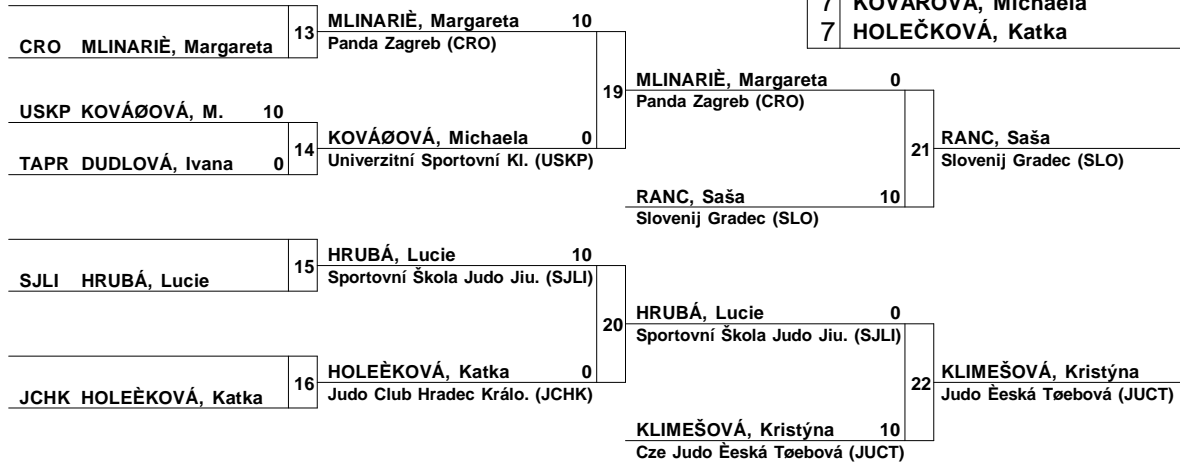 7 KOVÁŘOVÁ, Michaela
7 HOLEČKOVÁ, Katka
CRO MLINARIÈ, Margareta
13
MLINARIÈ, Margareta 10
Panda Zagreb (CRO)
USKP KOVÁØOVÁ, M. 10
TAPR DUDLOVÁ, Ivana 0
14
KOVÁØOVÁ, Michaela 0
Univerzitní Sportovní Kl. (USKP)
19
MLINARIÈ, Margareta 0
Panda Zagreb (CRO)
RANC, Saša 10
Slovenij Gradec (SLO)
21
RANC, Saša
Slovenij Gradec (SLO)
SJLI HRUBÁ, Lucie
15
HRUBÁ, Lucie 10
Sportovní Škola Judo Jiu. (SJLI)
JCHK HOLEÈKOVÁ, Katka
16
HOLEÈKOVÁ, Katka 0
Judo Club Hradec Králo. (JCHK)
20
HRUBÁ, Lucie 0
Sportovní Škola Judo Jiu. (SJLI)
KLIMEŠOVÁ, Kristýna 10
Cze Judo Èeská Tøebová (JUCT)
22
KLIMEŠOVÁ, Kristýna
Judo Èeská Tøebová (JUCT)